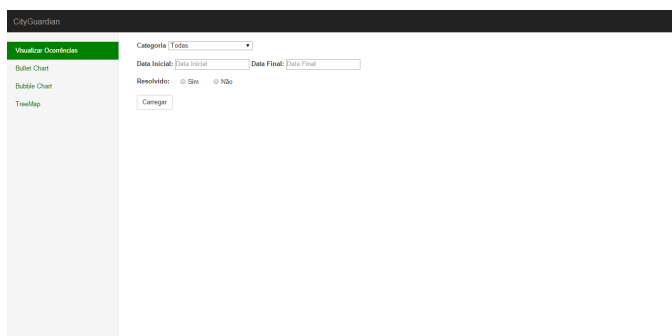 CityGuardian
Visualizar Ocorrências
Bullet Chart
Bubble Chart
TreeMap
Categoria Todas
Data Inicial: Data Inicial Data Final: Data Final
Resolvido: Sim Não
Carregar